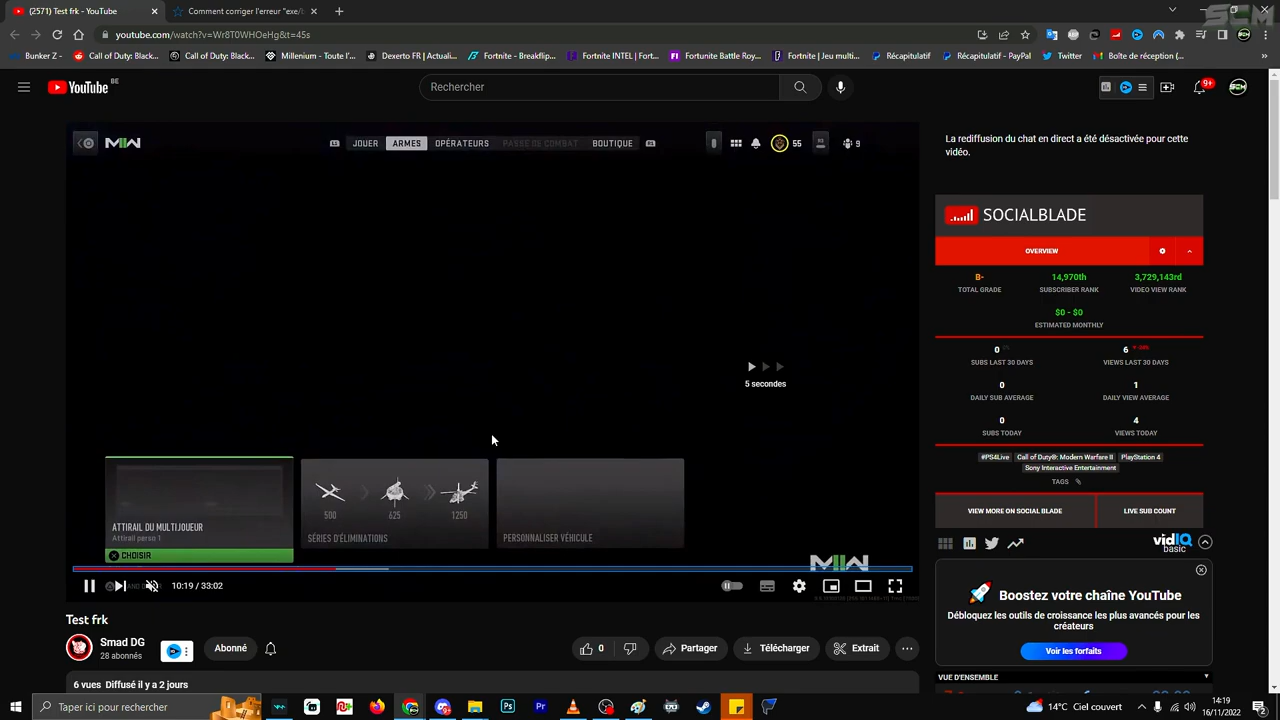 (2571) Test frk - YouTube
Comment corriger l'erreur "exe/b
SCM
youtube.com/watch?v=Wr8T0WHOeHg&t=45s
Bunker Z -
Call of Duty: Black...
Call of Duty: Black...
Millenium - Toute l'...
Dexerto FR | Actuali...
Fortnite - Breakflip...
Fortnite INTEL | Fort...
Fortnite Battle Roy...
Fortnite | Jeu multi...
Récapitulatif
Récapitulatif - PayPal
Twitter
Boîte de réception (...
YouTube BE
Rechercher
9+
MWII
JOUER
ARMES
OPÉRATEURS
PASSE DE COMBAT
BOUTIQUE
55
9
La rediffusion du chat en direct a été désactivée pour cette
vidéo.
SOCIALBLADE
OVERVIEW
B-
TOTAL GRADE
14,970th
SUBSCRIBER RANK
3,729,143rd
VIDEO VIEW RANK
$0 - $0
ESTIMATED MONTHLY
0
SUBS LAST 30 DAYS
6
VIEWS LAST 30 DAYS
0
DAILY SUB AVERAGE
1
DAILY VIEW AVERAGE
0
SUBS TODAY
4
VIEWS TODAY
#PS4Live
Call of Duty®: Modern Warfare II
PlayStation 4
Sony Interactive Entertainment
TAGS
VIEW MORE ON SOCIAL BLADE
LIVE SUB COUNT
5 secondes
ATTIRAIL DU MULTIJOUEUR
Attirail perso 1
CHOISIR
500
625
1250
SÉRIES D'ÉLIMINATIONS
PERSONNALISER VÉHICULE
MWII
10:19 / 33:02
vidIQ
basic
Boostez votre chaîne YouTube
Débloquez les outils de croissance les plus avancés pour les
créateurs
Voir les forfaits
VUE D'ENSEMBLE
Test frk
Smad DG
28 abonnés
Abonné
0
Partager
Télécharger
Extrait
6 vues Diffusé il y a 2 jours
Taper ici pour rechercher
14°C Ciel couvert
14:19
16/11/2022
2